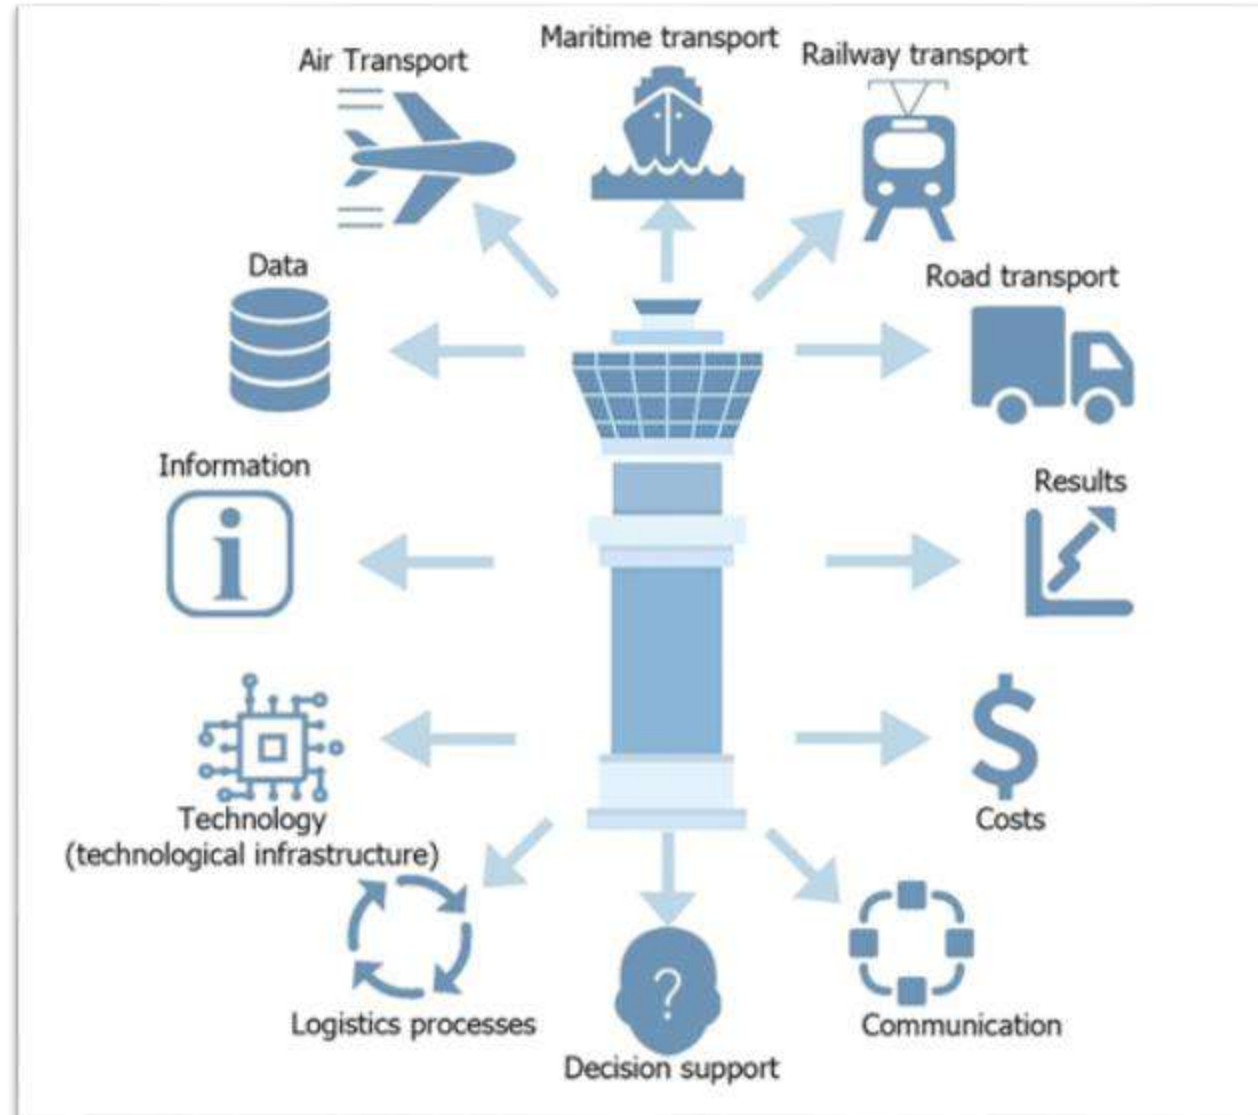 Maritime transport
Air Transport
Railway transport
Data
Road transport
Information
i
Results
$
Technology
(technological infrastructure)
Costs
?
Logistics processes
Communication
Decision support